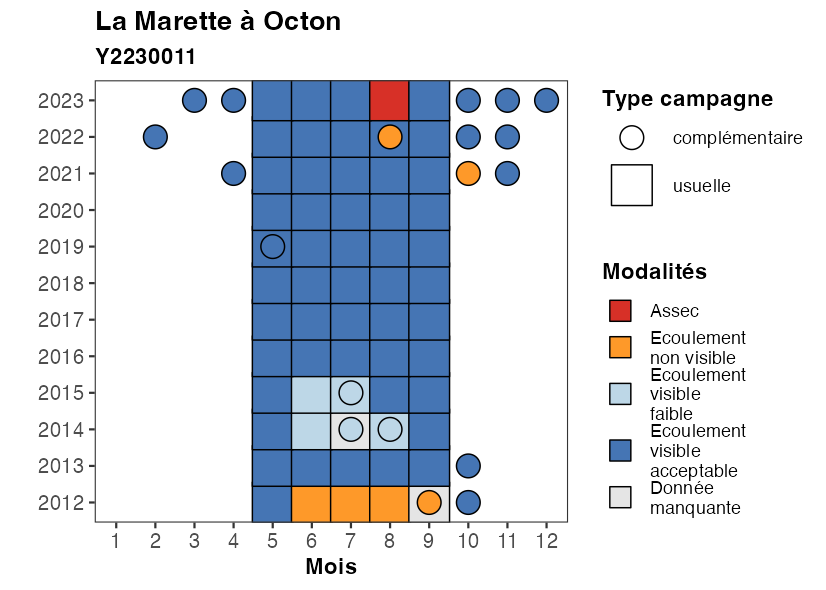 La Marette à Octon
Y2230011
2023
2022
2021
2020
2019
2018
2017
2016
2015
2014
2013
2012
1 2 3 4 5 6 7 8 9 10 11 12
Mois
Type campagne
complémentaire
usuelle
Modalités
Assec
Ecoulement
non visible
Ecoulement
visible
faible
Ecoulement
visible
acceptable
Donnée
manquante